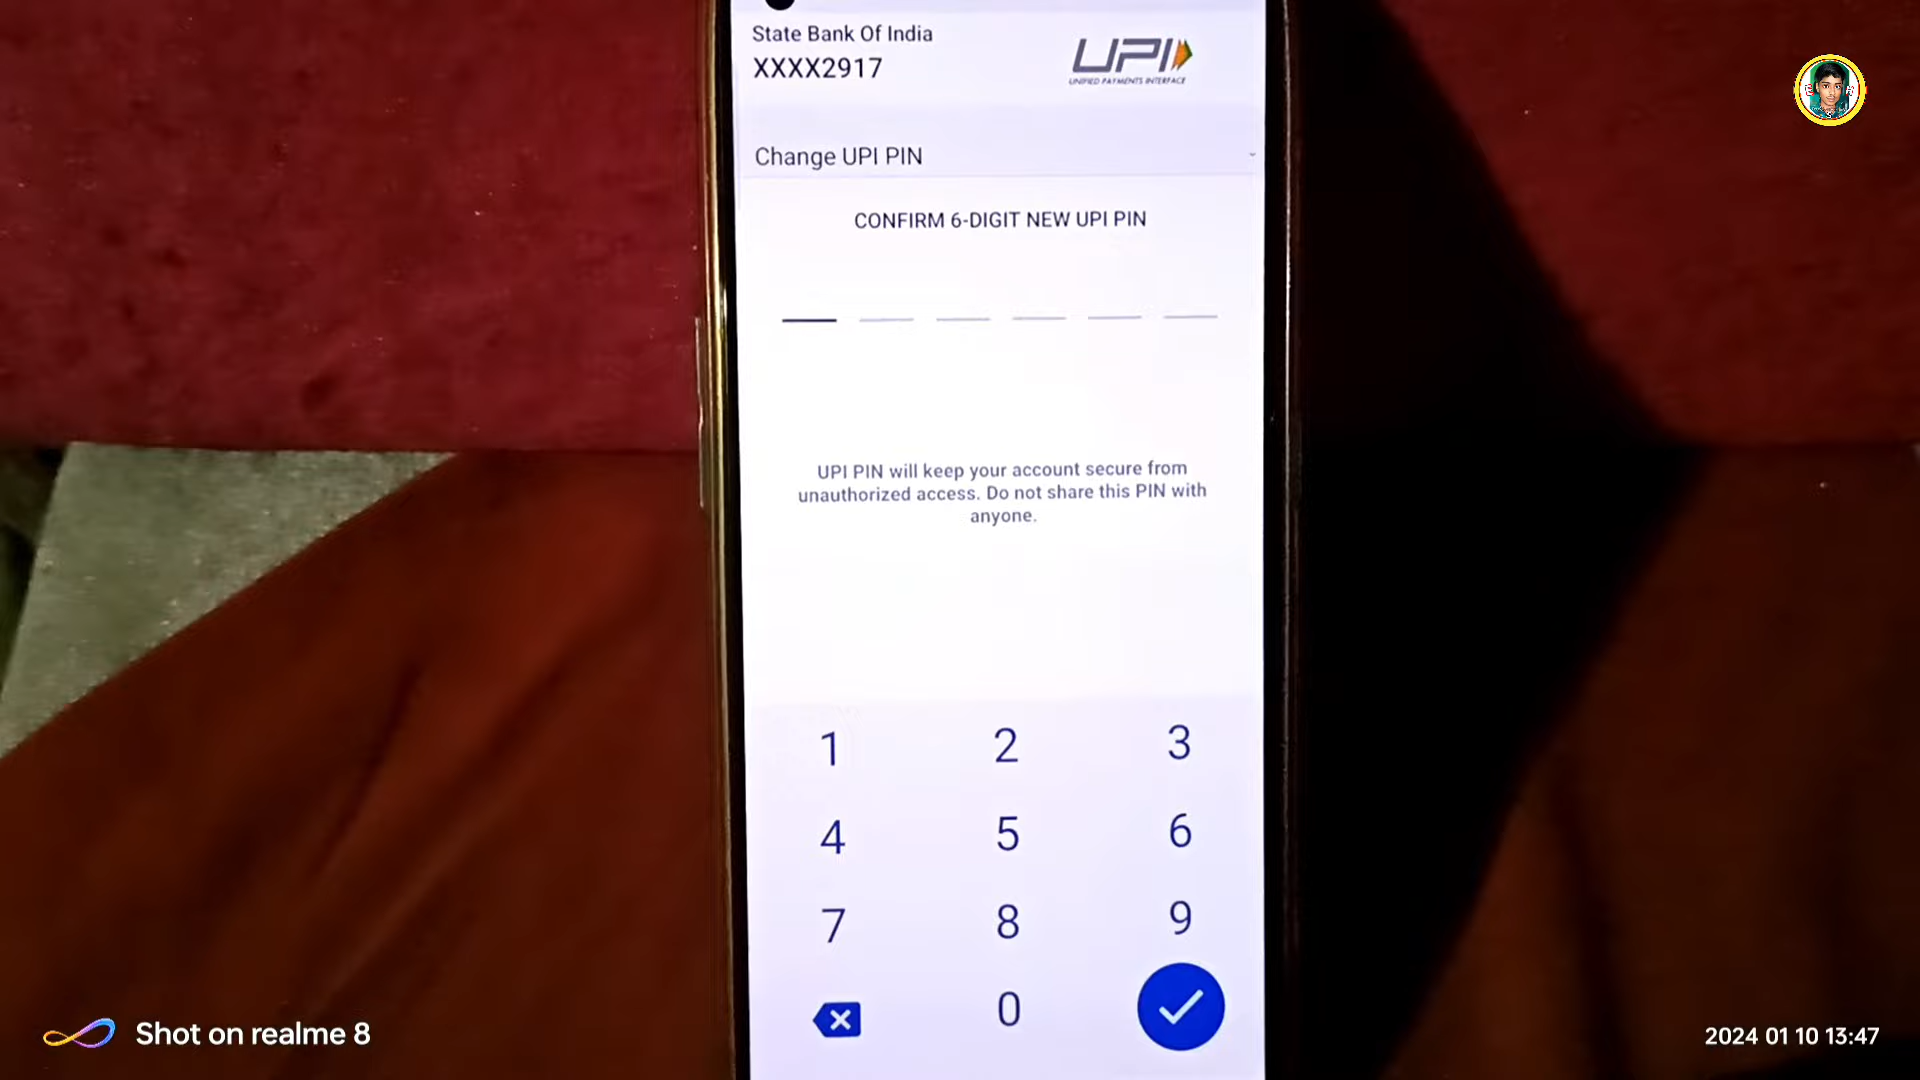 State Bank Of India
XXXX2917
UPI
UNIFIED PAYMENTS INTERFACE
Change UPI PIN
CONFIRM 6-DIGIT NEW UPI PIN
UPI PIN will keep your account secure from
unauthorized access. Do not share this PIN with
anyone.
1 2 3
4 5 6
7 8 9
0
Shot on realme 8
2024 01 10 13:47